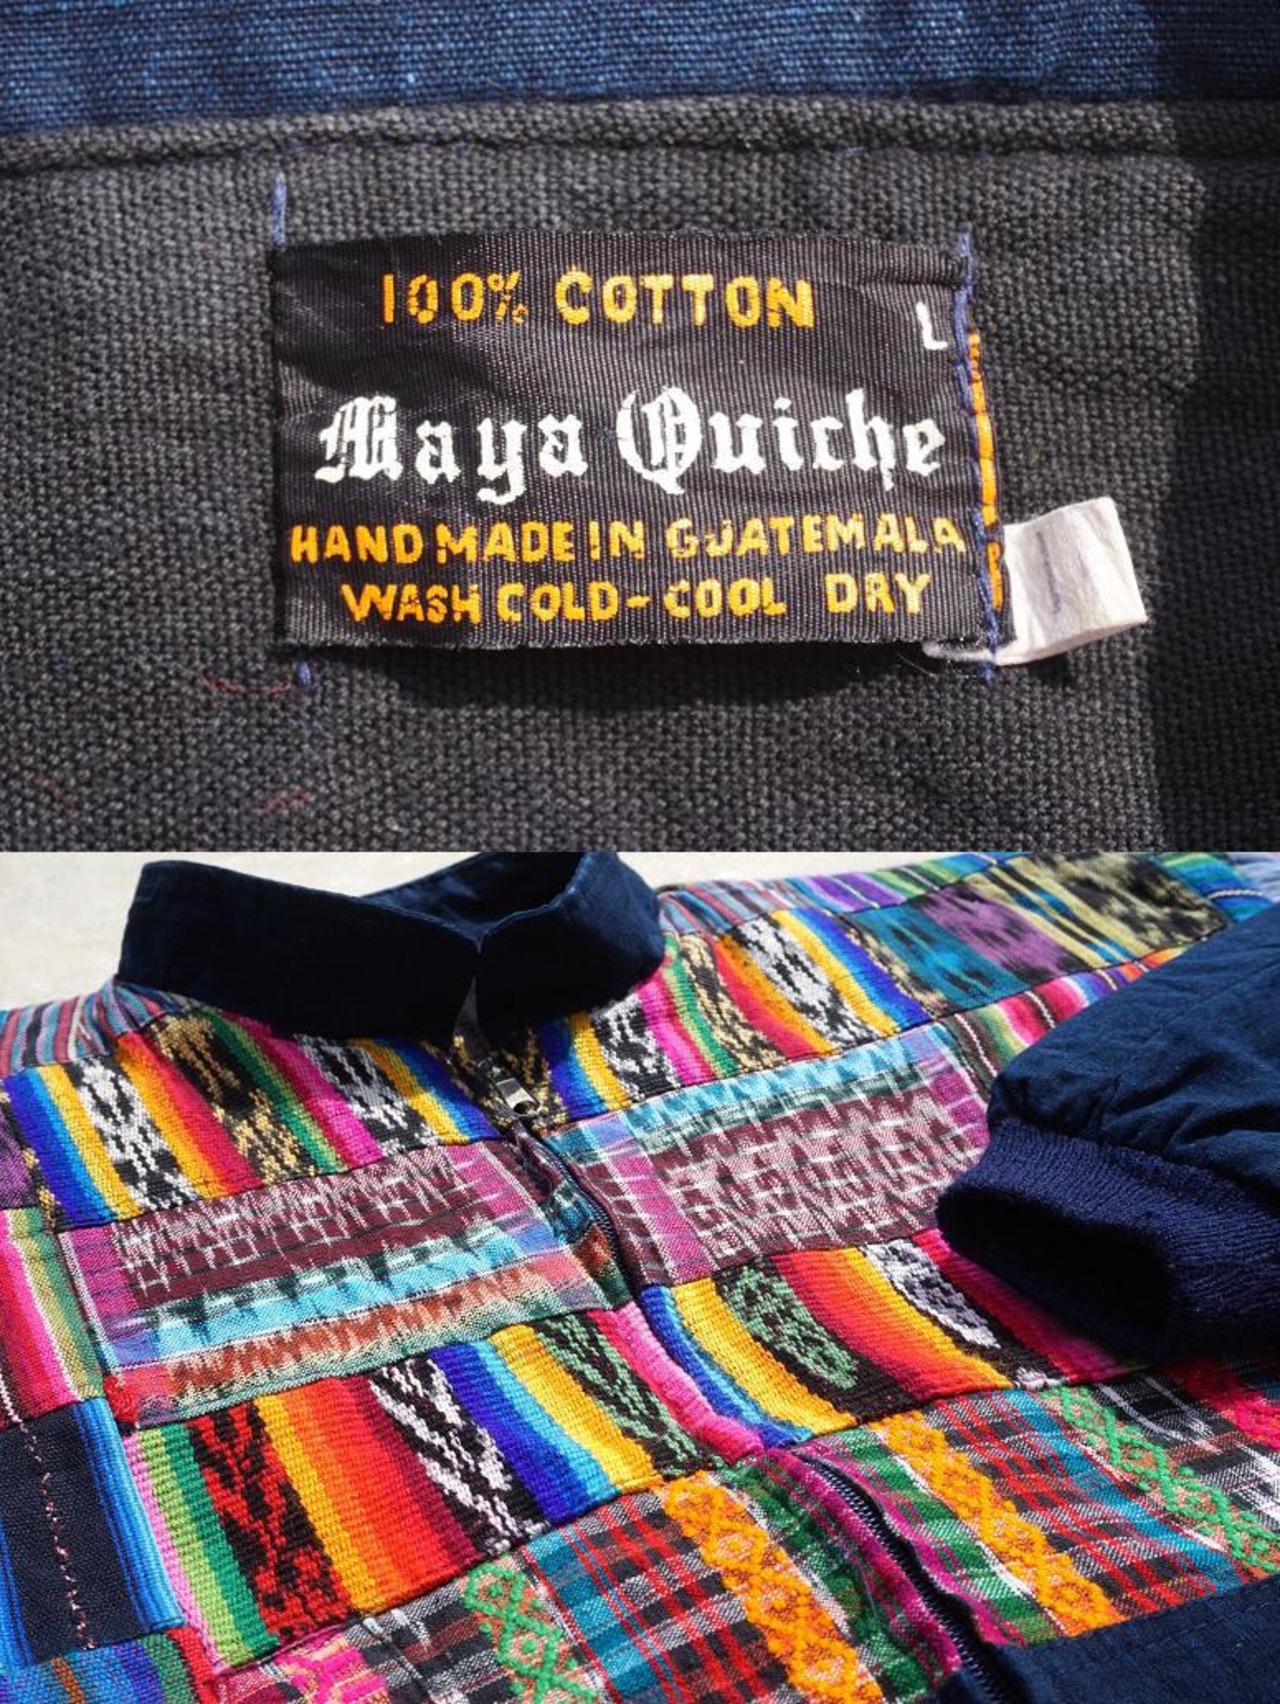 100% COTTON
L
Maya Quiche
HAND MADE IN GUATEMALA
WASH COLD-COOL DRY